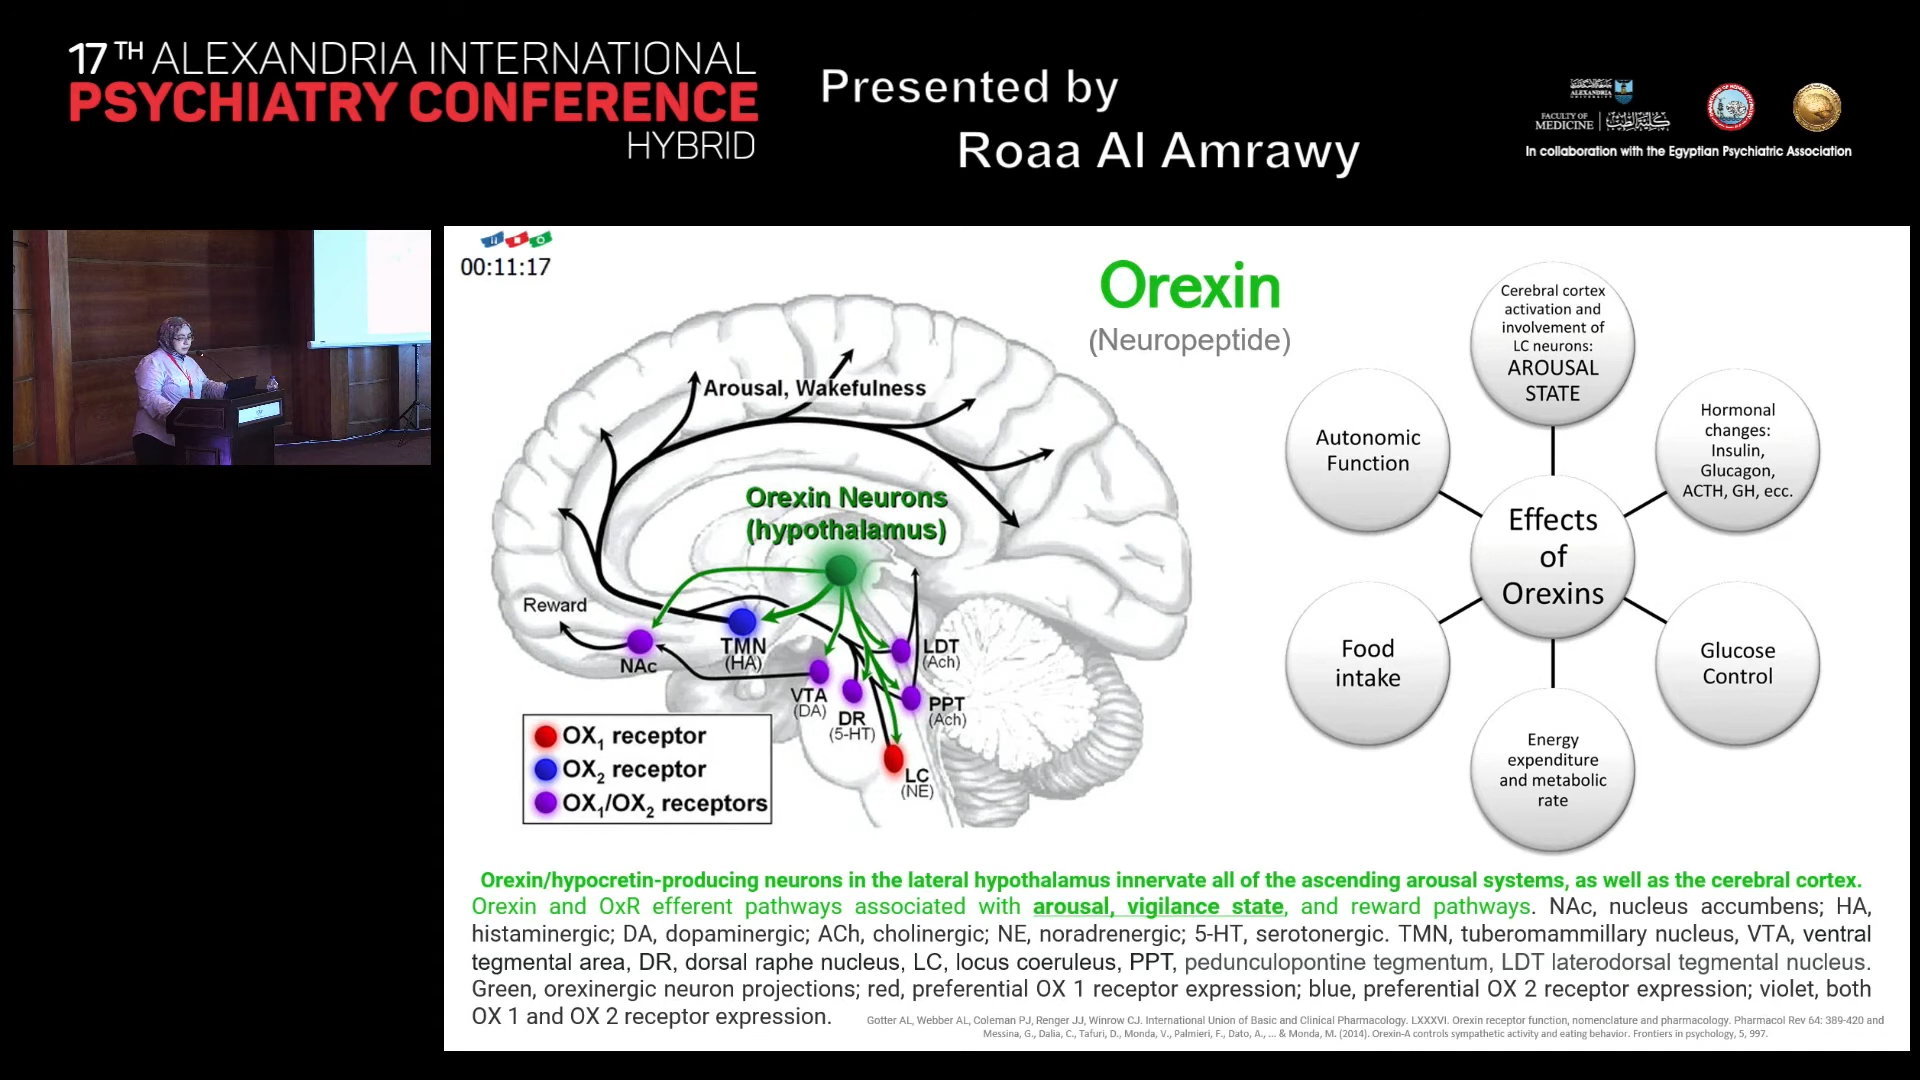 17TH ALEXANDRIA INTERNATIONAL
PSYCHIATRY CONFERENCE
HYBRID
Presented by
Roaa Al Amrawy
ALEXANDRIA
FACULTY OF
MEDICINE
كلية الطب
In collaboration with the Egyptian Psychiatric Association
00:11:17
Orexin
(Neuropeptide)
Arousal, Wakefulness
Orexin Neurons
(hypothalamus)
Reward
NAc
TMN
(HA)
VTA
(DA)
DR
(5-HT)
LDT
(Ach)
PPT
(Ach)
LC
(NE)
OX1 receptor
OX2 receptor
OX1/OX2 receptors
Cerebral cortex
activation and
involvement of
LC neurons:
AROUSAL
STATE
Hormonal
changes:
Insulin,
Glucagon,
ACTH, GH, ecc.
Glucose
Control
Energy
expenditure
and metabolic
rate
Food
intake
Autonomic
Function
Effects
of
Orexins
Orexin/hypocretin-producing neurons in the lateral hypothalamus innervate all of the ascending arousal systems, as well as the cerebral cortex.
Orexin and OxR efferent pathways associated with arousal, vigilance state, and reward pathways. NAc, nucleus accumbens; HA,
histaminergic; DA, dopaminergic; ACh, cholinergic; NE, noradrenergic; 5-HT, serotonergic. TMN, tuberomammillary nucleus, VTA, ventral
tegmental area, DR, dorsal raphe nucleus, LC, locus coeruleus, PPT, pedunculopontine tegmentum, LDT laterodorsal tegmental nucleus.
Green, orexinergic neuron projections; red, preferential OX 1 receptor expression; blue, preferential OX 2 receptor expression; violet, both
OX 1 and OX 2 receptor expression.
Gotter AL, Webber AL, Coleman PJ, Renger JJ, Winrow CJ. International Union of Basic and Clinical Pharmacology. LXXXVI. Orexin receptor function, nomenclature and pharmacology. Pharmacol Rev 64: 389-420 and
Messina, G., Dalia, C., Tafuri, D., Monda, V., Palmieri, F., Dato, A., ... & Monda, M. (2014). Orexin-A controls sympathetic activity and eating behavior. Frontiers in psychology, 5, 997.